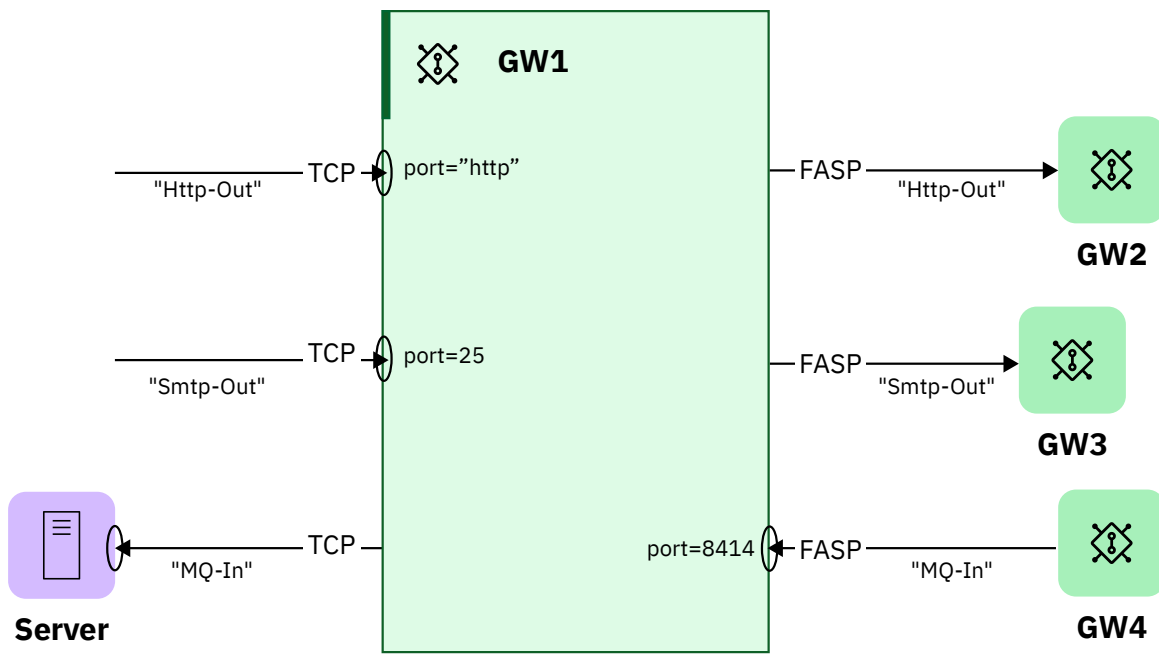 GW1
TCP
port=”http”
"Http-Out"
FASP
"Http-Out"
GW2
TCP
port=25
"Smtp-Out"
FASP
"Smtp-Out"
GW3
TCP
"MQ-In"
Server
port=8414
FASP
"MQ-In"
GW4